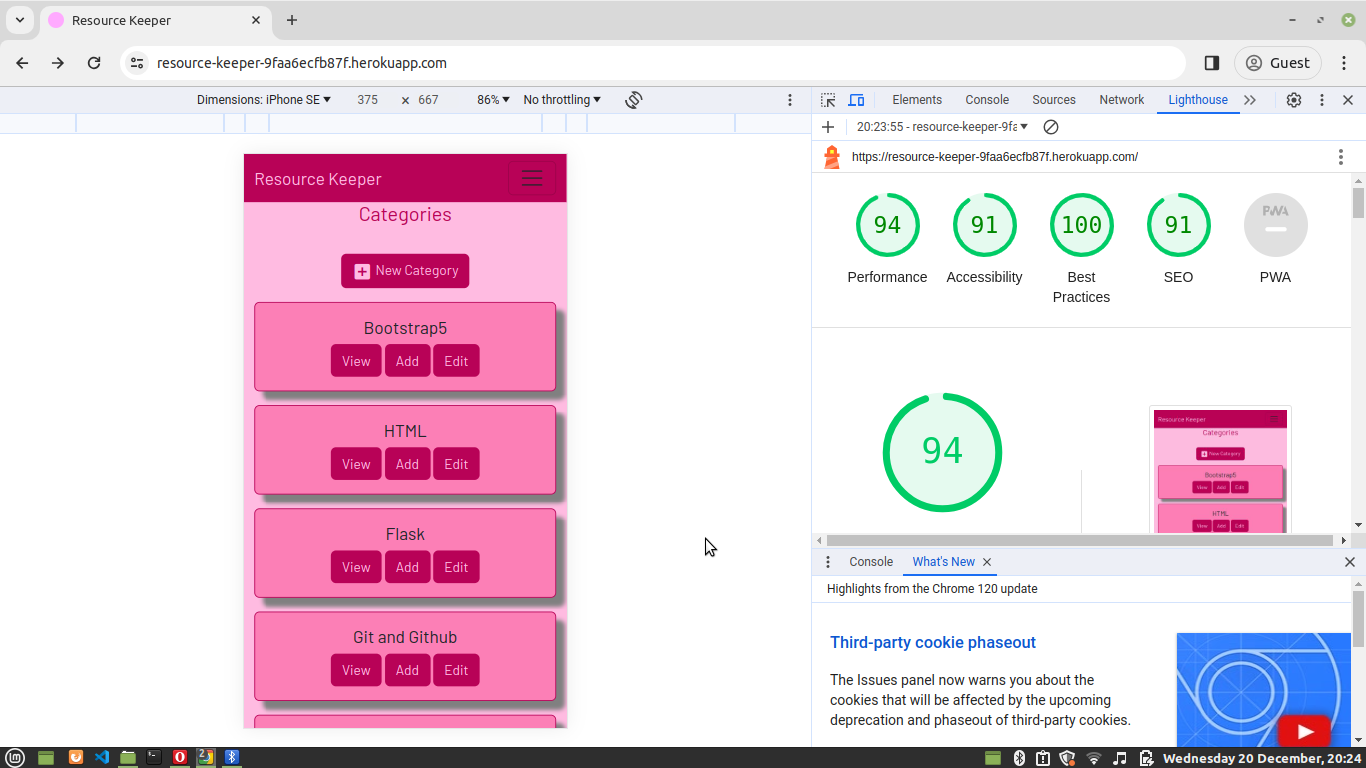 Resource Keeper
resource-keeper-9faa6ecfb87f.herokuapp.com
Guest
Dimensions: iPhone SE 375 × 667 86% No throttling
Elements Console Sources Network Lighthouse
20:23:55 - resource-keeper-9fa
https://resource-keeper-9faa6ecfb87f.herokuapp.com/
Resource Keeper
Categories
New Category
Bootstrap5
View Add Edit
HTML
View Add Edit
Flask
View Add Edit
Git and Github
View Add Edit
94 91 100 91 PWA
Performance Accessibility Best Practices SEO PWA
94
Resource Keeper
Categories
New Category
Bootstrap5
View Add Edit
HTML
View Add Edit
Console What's New
Highlights from the Chrome 120 update
Third-party cookie phaseout
The Issues panel now warns you about the
cookies that will be affected by the upcoming
deprecation and phaseout of third-party cookies.
2
Wednesday 20 December, 20:24